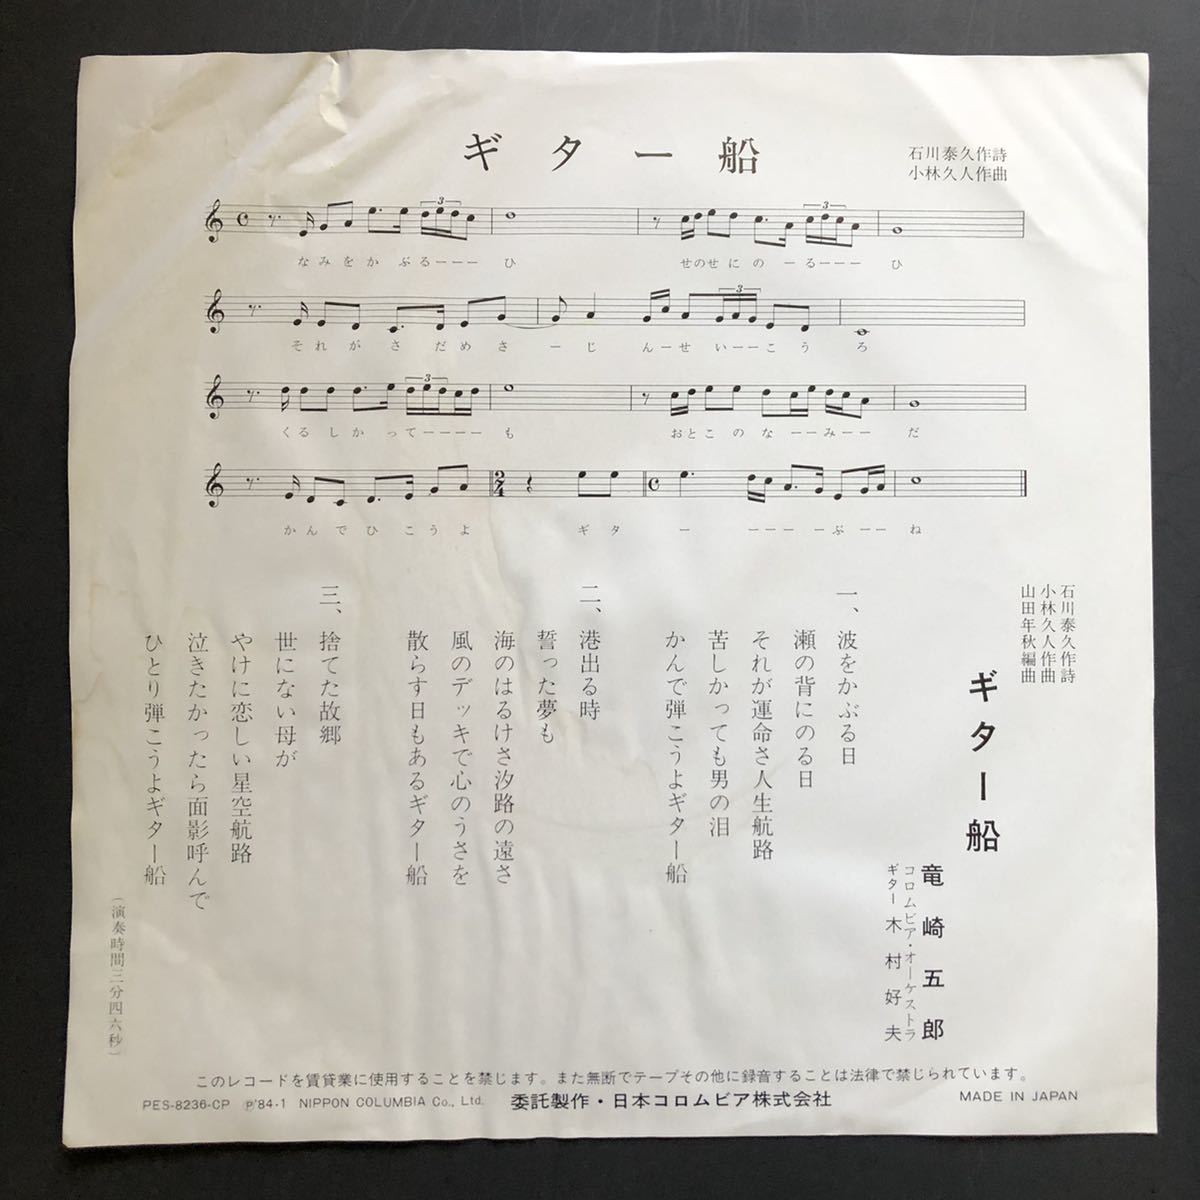 ギター船
石川泰久作詩
小林久人作曲
3 3
なみをかぶるーーーひ せのせにのーるーーーひ
3
それがさだめさーじんーせいーーこうろ
3
くるしかってーーーーも おとこのなーーみーーだ
かんでひこうよ ギターーーーーぶーーね
石川泰久作詩
小林久人作曲
山田年秋編曲
ギター船
竜崎五郎
コロムビア・オーケストラ
ギター 木村好夫
一、波をかぶる日
瀬の背にのる日
それが運命さ人生航路
苦しかっても男の泪
かんで弾こうよギター船
二、港出る時
誓った夢も
海のはるけさ汐路の遠さ
風のデッキで心のうさを
散らす日もあるギター船
三、捨てた故郷
世にない母が
やけに恋しい星空航路
泣きたかったら面影呼んで
ひとり弾こうよギター船
(演奏時間三分四六秒)
このレコードを賃貸業に使用することを禁じます。また無断でテープその他に録音することは法律で禁じられています。
PES-8236-CP ℗'84·1 NIPPON COLUMBIA Co., Ltd. 委託製作・日本コロムビア株式会社 MADE IN JAPAN